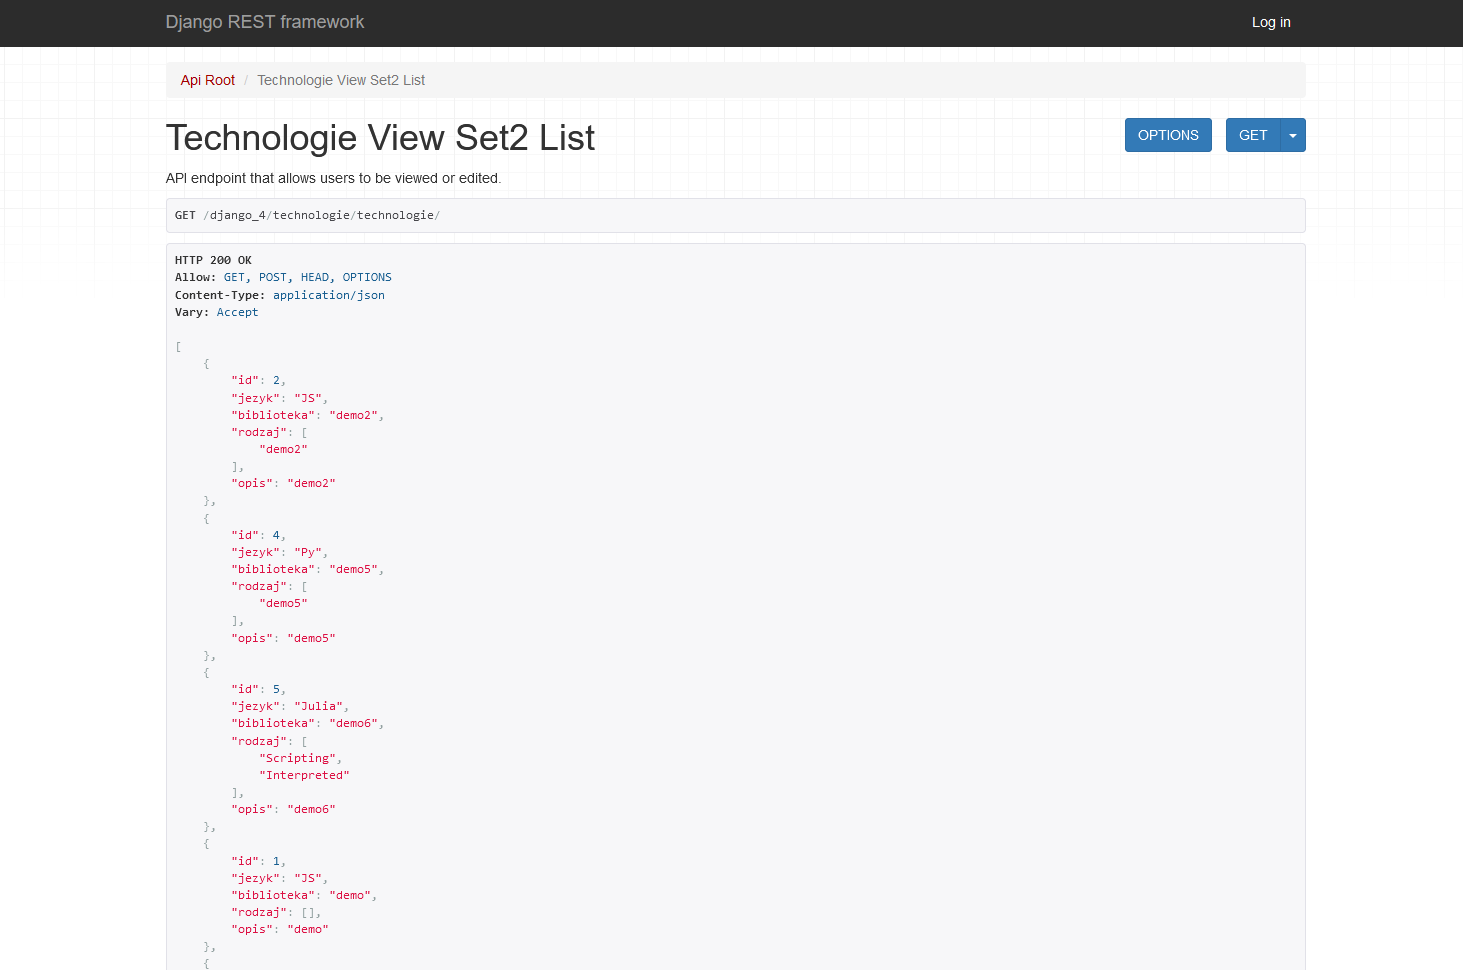 Django REST framework
Log in
Api Root / Technologie View Set2 List
Technologie View Set2 List
OPTIONS
GET
API endpoint that allows users to be viewed or edited.
GET /django_4/technologie/technologie/
HTTP 200 OK
Allow: GET, POST, HEAD, OPTIONS
Content-Type: application/json
Vary: Accept
[
    {
        "id": 2,
        "jezyk": "JS",
        "biblioteka": "demo2",
        "rodzaj": [
            "demo2"
        ],
        "opis": "demo2"
    },
    {
        "id": 4,
        "jezyk": "Py",
        "biblioteka": "demo5",
        "rodzaj": [
            "demo5"
        ],
        "opis": "demo5"
    },
    {
        "id": 5,
        "jezyk": "Julia",
        "biblioteka": "demo6",
        "rodzaj": [
            "Scripting",
            "Interpreted"
        ],
        "opis": "demo6"
    },
    {
        "id": 1,
        "jezyk": "JS",
        "biblioteka": "demo",
        "rodzaj": [],
        "opis": "demo"
    },
    {